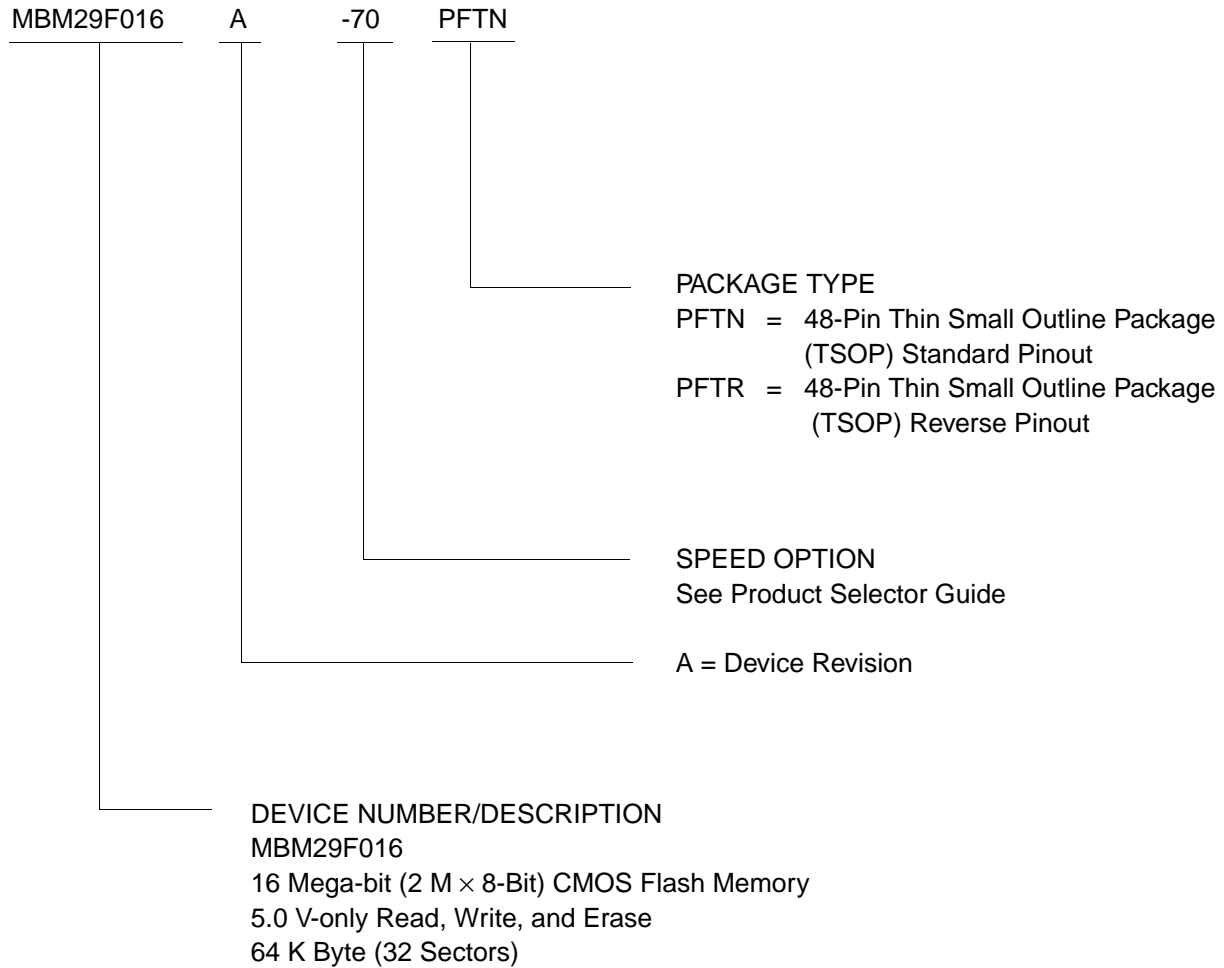 MBM29F016 A -70 PFTN
PACKAGE TYPE
PFTN = 48-Pin Thin Small Outline Package
(TSOP) Standard Pinout
PFTR = 48-Pin Thin Small Outline Package
(TSOP) Reverse Pinout
SPEED OPTION
See Product Selector Guide
A = Device Revision
DEVICE NUMBER/DESCRIPTION
MBM29F016
16 Mega-bit (2 M × 8-Bit) CMOS Flash Memory
5.0 V-only Read, Write, and Erase
64 K Byte (32 Sectors)